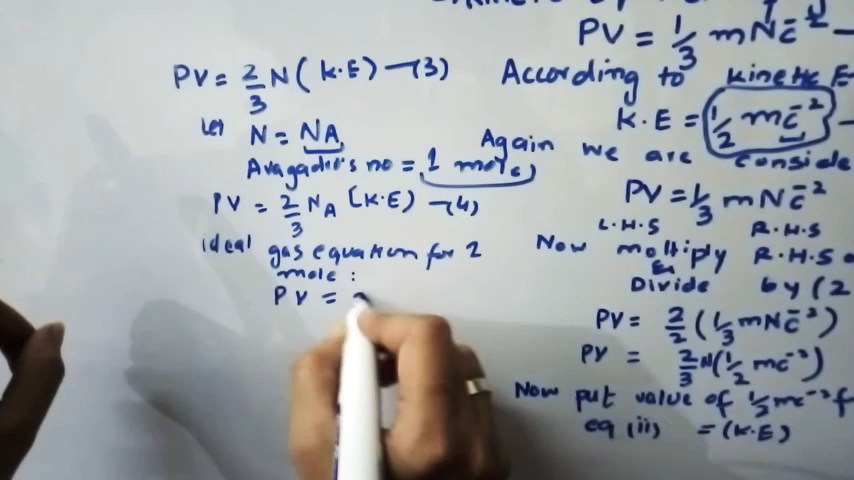 PV = 1/3 mNc̄² —
According to kinetic E
K.E = 1/2 mc̄² —
Again we are conside
PV = 1/3 mNc̄²
L.H.S R.H.S
Now moltiply R.H.S
& Divide by (2
PV = 2/2 (1/3 mNc̄²)
PV = 2/3 N(1/2 mc̄²)
Now put value of 1/2 mc̄² f
eq (ii) = (K.E)
PV = 2/3 N (K.E) —(3)
Let N = NA
Avagadro's no = 1 mole
PV = 2/3 NA (K.E) —(4)
ideal gas equation for 2
mole :
PV =